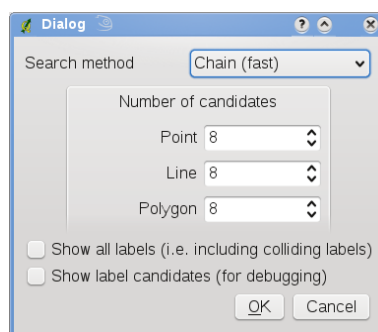 Dialog
Search method Chain (fast)
Number of candidates
Point 8
Line 8
Polygon 8
Show all labels (i.e. including colliding labels)
Show label candidates (for debugging)
OK Cancel